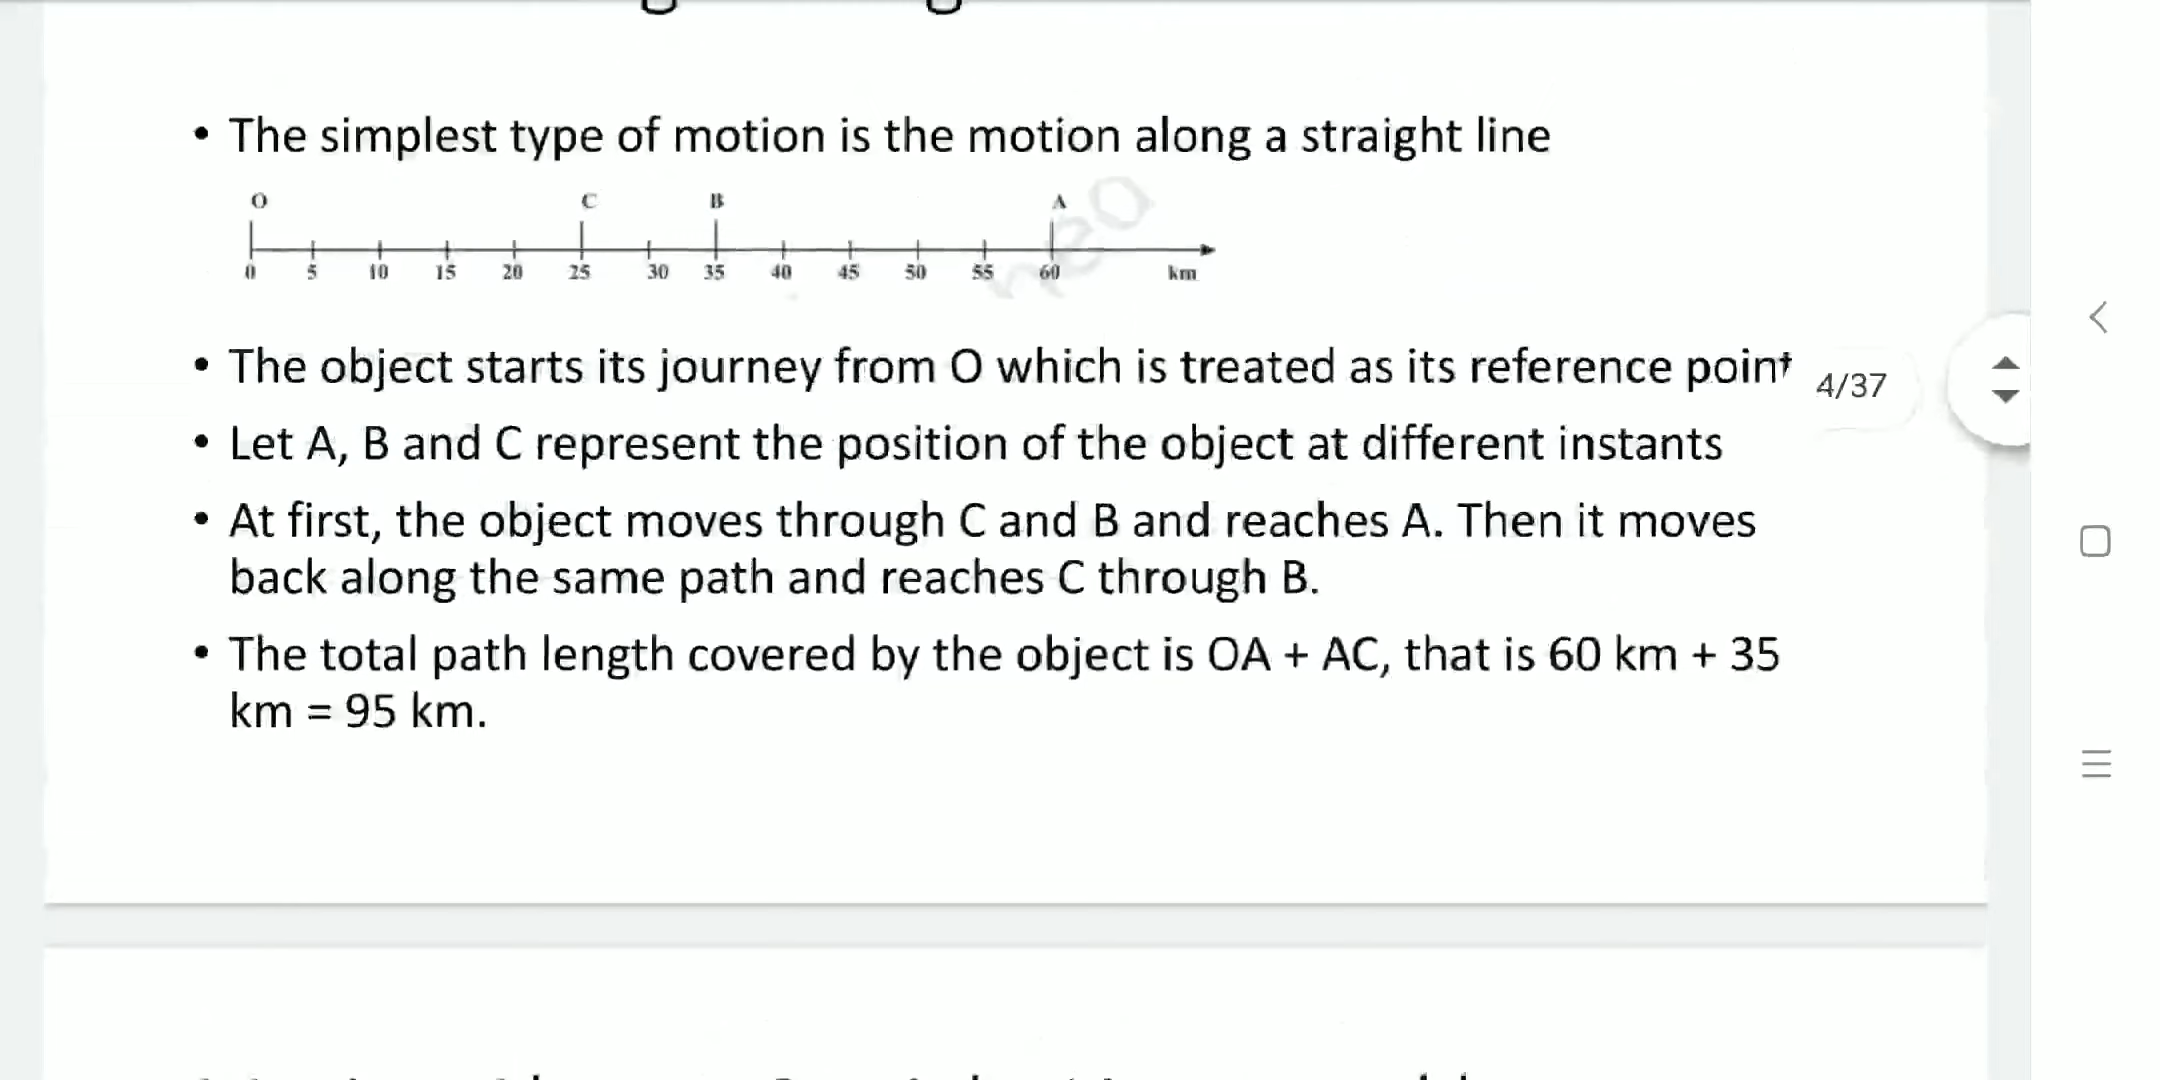 • The simplest type of motion is the motion along a straight line
O C B A
0 5 10 15 20 25 30 35 40 45 50 55 60 km
• The object starts its journey from O which is treated as its reference point
4/37
• Let A, B and C represent the position of the object at different instants
• At first, the object moves through C and B and reaches A. Then it moves
back along the same path and reaches C through B.
• The total path length covered by the object is OA + AC, that is 60 km + 35
km = 95 km.